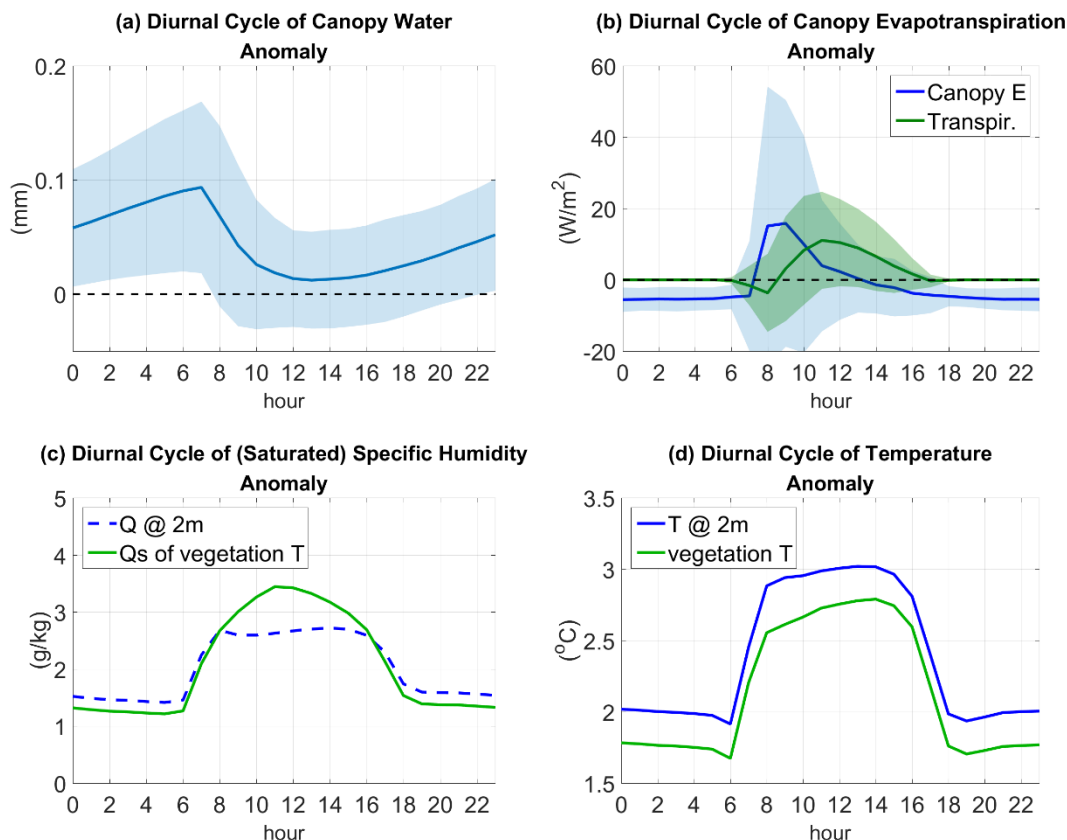 (a) Diurnal Cycle of Canopy Water
Anomaly
0.2
0.1
0
(mm)
0 2 4 6 8 10 12 14 16 18 20 22
hour
(b) Diurnal Cycle of Canopy Evapotranspiration
Anomaly
60
40
20
0
-20
(W/m²)
Canopy E
Transpir.
0 2 4 6 8 10 12 14 16 18 20 22
hour
(c) Diurnal Cycle of (Saturated) Specific Humidity
Anomaly
5
4
3
2
1
0
(g/kg)
Q @ 2m
Qs of vegetation T
0 2 4 6 8 10 12 14 16 18 20 22
hour
(d) Diurnal Cycle of Temperature
Anomaly
3.5
3
2.5
2
1.5
(°C)
T @ 2m
vegetation T
0 2 4 6 8 10 12 14 16 18 20 22
hour